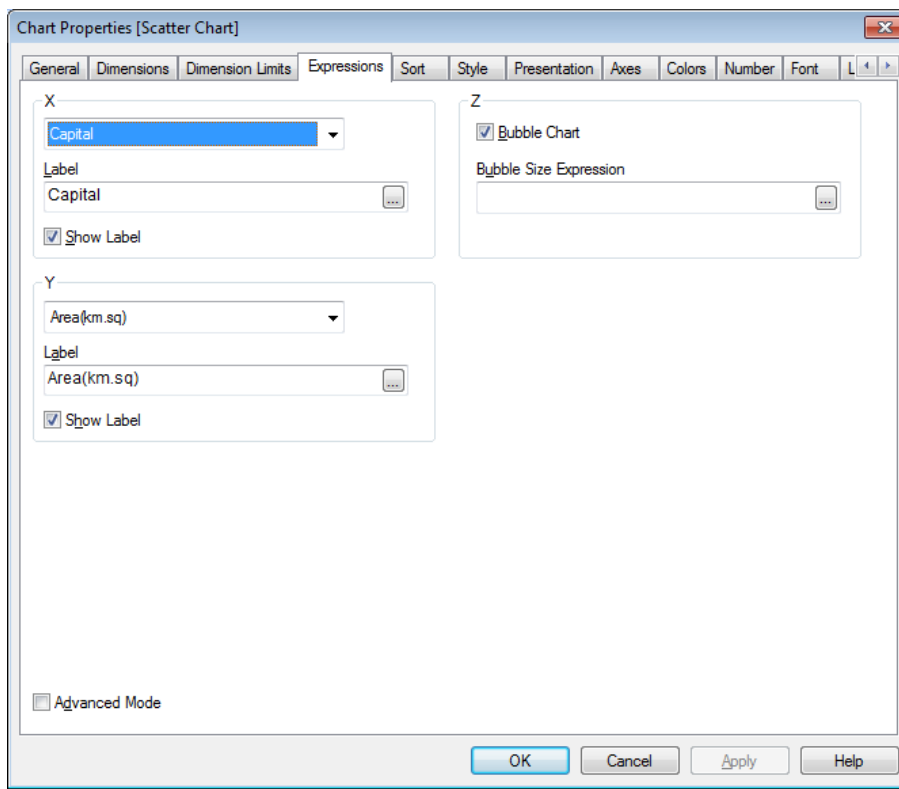 Chart Properties [Scatter Chart]
General Dimensions Dimension Limits Expressions Sort Style Presentation Axes Colors Number Font L
X
Capital
Label
Capital
Show Label
Z
Bubble Chart
Bubble Size Expression
...
Y
Area(km.sq)
Label
Area(km.sq)
...
Show Label
Advanced Mode
OK Cancel Apply Help